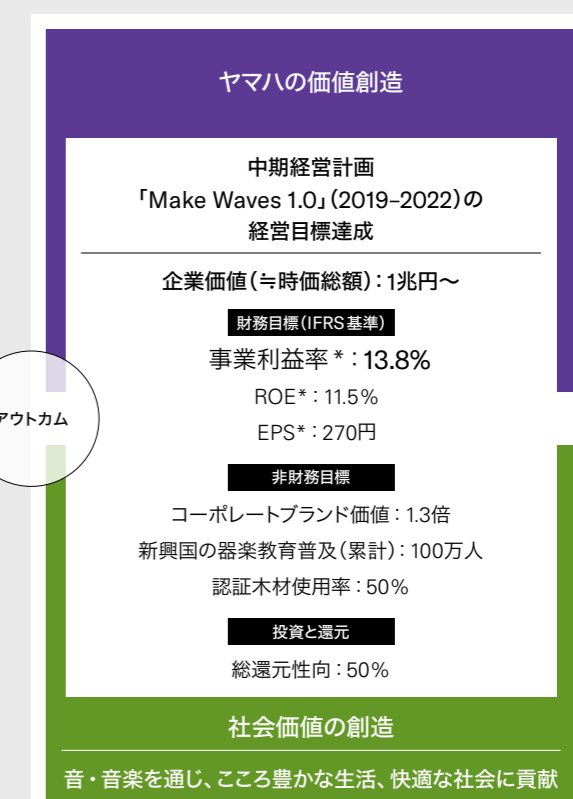 ヤマハの価値創造
中期経営計画
「Make Waves 1.0」(2019–2022)の
経営目標達成
企業価値(≒時価総額):1兆円〜
財務目標(IFRS基準)
事業利益率*:13.8%
ROE*:11.5%
EPS*:270円
アウトカム
非財務目標
コーポレートブランド価値:1.3倍
新興国の器楽教育普及(累計):100万人
認証木材使用率:50%
投資と還元
総還元性向:50%
社会価値の創造
音・音楽を通じ、こころ豊かな生活、快適な社会に貢献